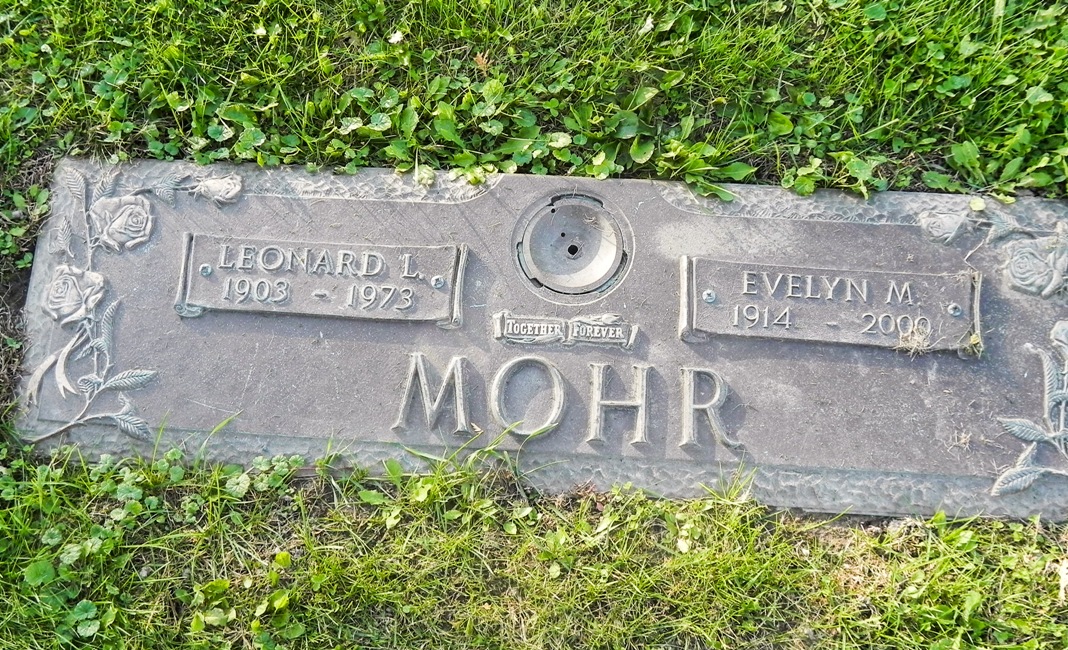 LEONARD L.
1903 - 1973
EVELYN M.
1914 - 2000
TOGETHER FOREVER
MOHR